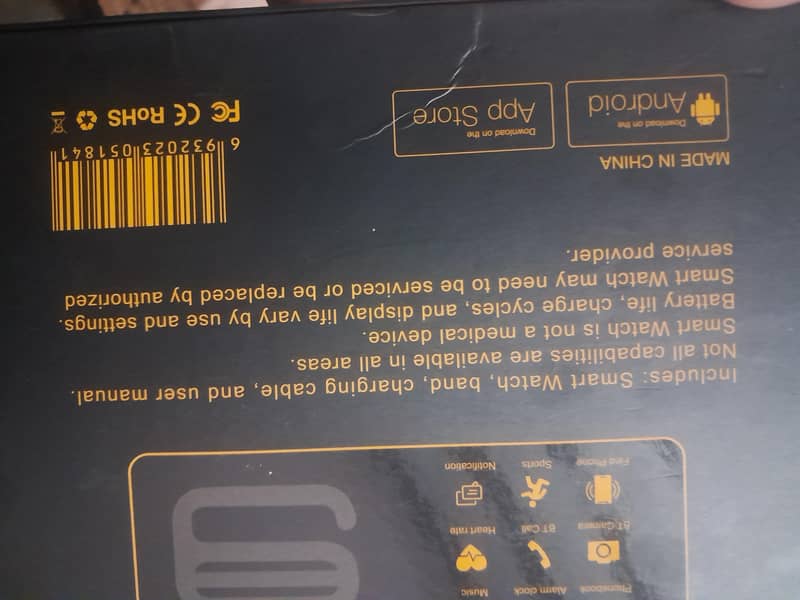 Phonebook Alarm clock Music
BT Camera BT Call Heart rate
Find Phone Sports Notification
Includes: Smart Watch, band, charging cable, and user manual.
Not all capabilities are available in all areas.
Smart Watch is not a medical device.
Battery life, charge cycles, and display life vary by use and settings.
Smart Watch may need to be serviced or be replaced by authorized
service provider.
MADE IN CHINA
Download on the
Android
Download on the
App Store
6 932023 051841
FC CE RoHS